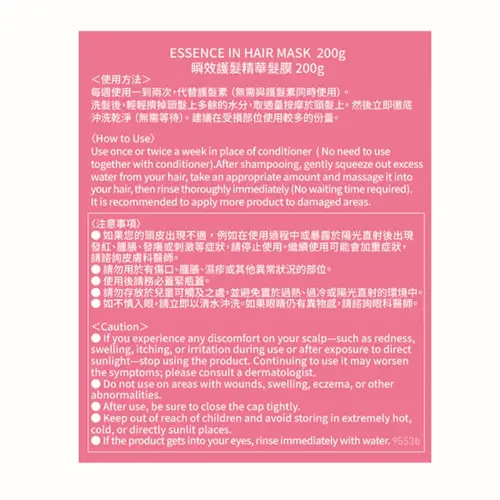 ESSENCE IN HAIR MASK 200g
瞬效護髮精華髮膜 200g
＜使用方法＞
每週使用一到兩次，代替護髮素（無需與護髮素同時使用）。
洗髮後，輕輕擠掉頭髮上多餘的水分，取適量按摩於頭髮上，然後立即徹底
沖洗乾淨（無需等待）。建議在受損部位使用較多的份量。
〈How to Use〉
Use once or twice a week in place of conditioner ( No need to use
together with conditioner).After shampooing, gently squeeze out excess
water from your hair, take an appropriate amount and massage it into
your hair, then rinse thoroughly immediately (No waiting time required).
It is recommended to apply more product to damaged areas.
〈注意事項〉
● 如果您的頭皮出現不適，例如在使用過程中或暴露於陽光直射後出現
發紅、腫脹、發癢或刺激等症狀，請停止使用。繼續使用可能會加重症狀，
請諮詢皮膚科醫師。
● 請勿用於有傷口、腫脹、濕疹或其他異常狀況的部位。
● 使用後請務必蓋緊瓶蓋。
● 請勿存放於兒童可觸及之處，並避免置於過熱、過冷或陽光直射的環境中。
● 如不慎入眼，請立即以清水沖洗。如果眼睛仍有異物感，請諮詢眼科醫師。
＜Caution＞
● If you experience any discomfort on your scalp—such as redness,
swelling, itching, or irritation during use or after exposure to direct
sunlight—stop using the product. Continuing to use it may worsen
the symptoms; please consult a dermatologist.
● Do not use on areas with wounds, swelling, eczema, or other
abnormalities.
● After use, be sure to close the cap tightly.
● Keep out of reach of children and avoid storing in extremely hot,
cold, or directly sunlit places.
● If the product gets into your eyes, rinse immediately with water. 9553b